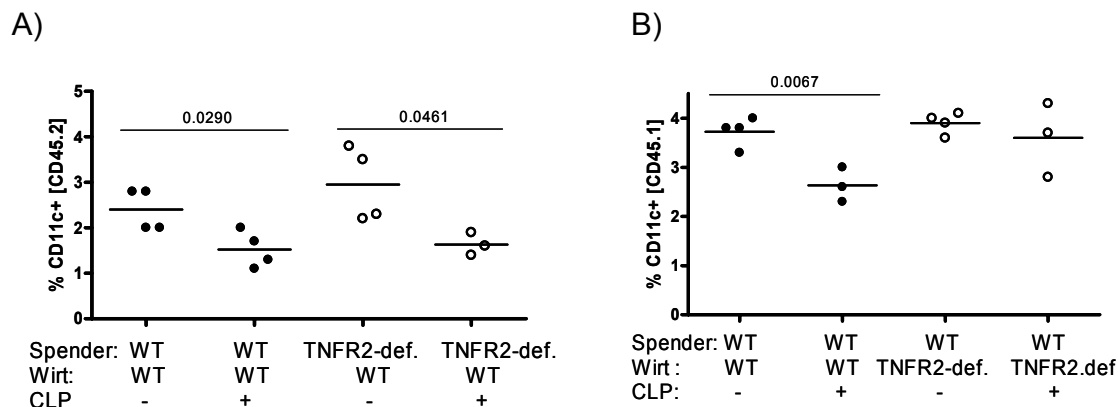 A)
% CD11c+ [CD45.2]
5
4
3
2
1
0
0.0290
0.0461
Spender: WT WT TNFR2-def. TNFR2-def.
Wirt: WT WT WT WT
CLP - + - +
B)
% CD11c+ [CD45.1]
4
3
2
1
0
0.0067
Spender: WT WT WT WT
Wirt : WT WT TNFR2-def. TNFR2.def
CLP: - + - +